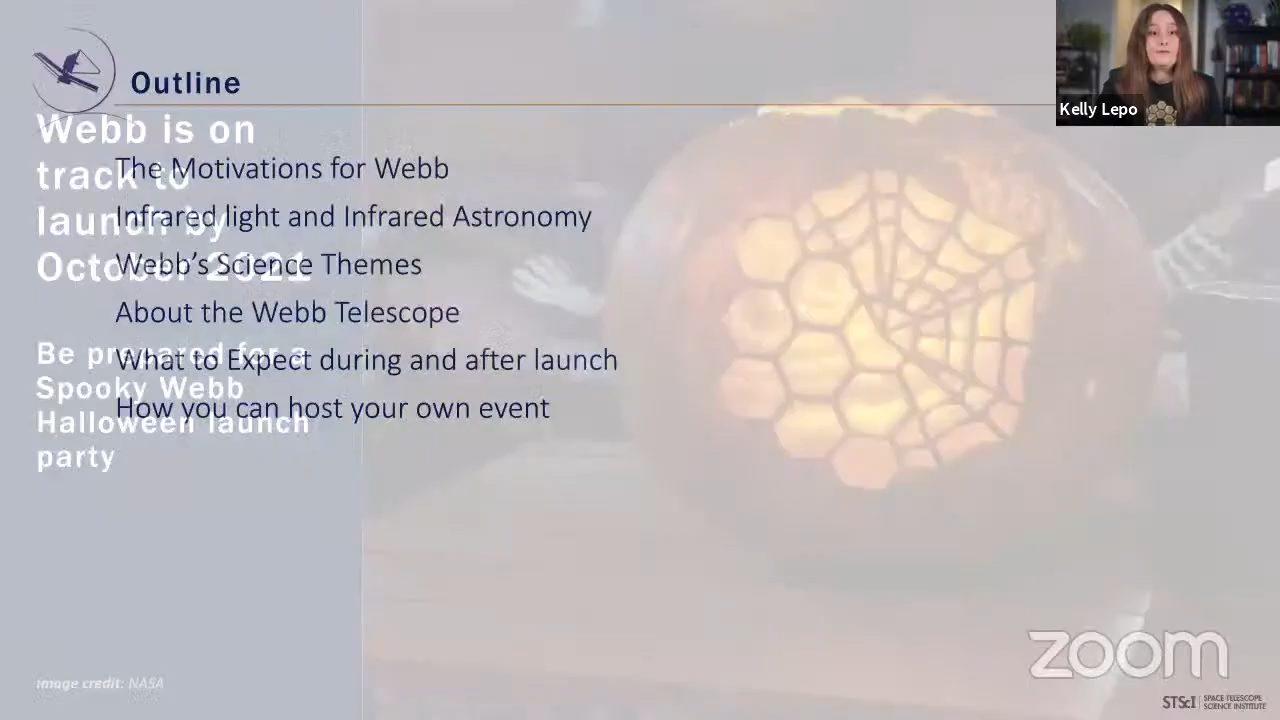 Outline
Webb is on
track to
launch by
October 2021
Be prepared for a
Spooky Webb
Halloween launch
party
The Motivations for Webb
Infrared light and Infrared Astronomy
Webb's Science Themes
About the Webb Telescope
What to Expect during and after launch
How you can host your own event
Kelly Lepo
image credit: NASA
zoom
STScI | SPACE TELESCOPE
SCIENCE INSTITUTE